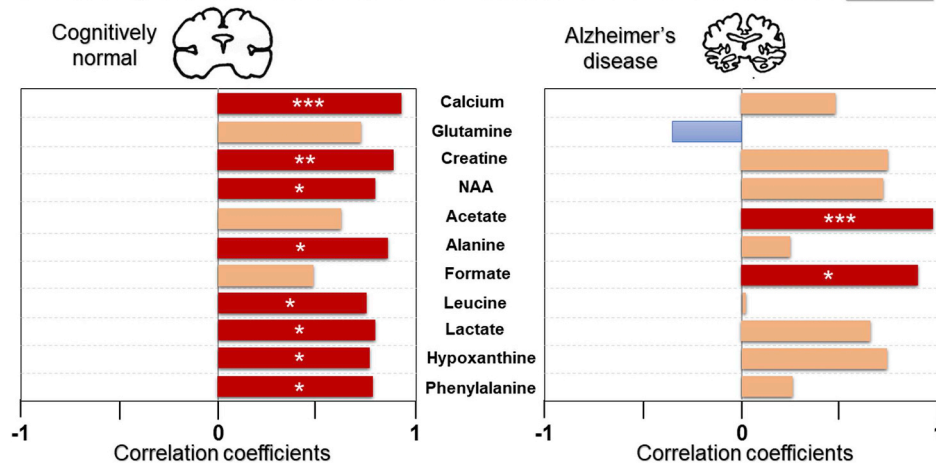 Cognitively
normal
Alzheimer's
disease
***
Calcium
Glutamine
**
Creatine
*
NAA
Acetate
***
*
Alanine
Formate
*
*
Leucine
*
Lactate
*
Hypoxanthine
*
Phenylalanine
-1
0
1
-1
0
1
Correlation coefficients
Correlation coefficients